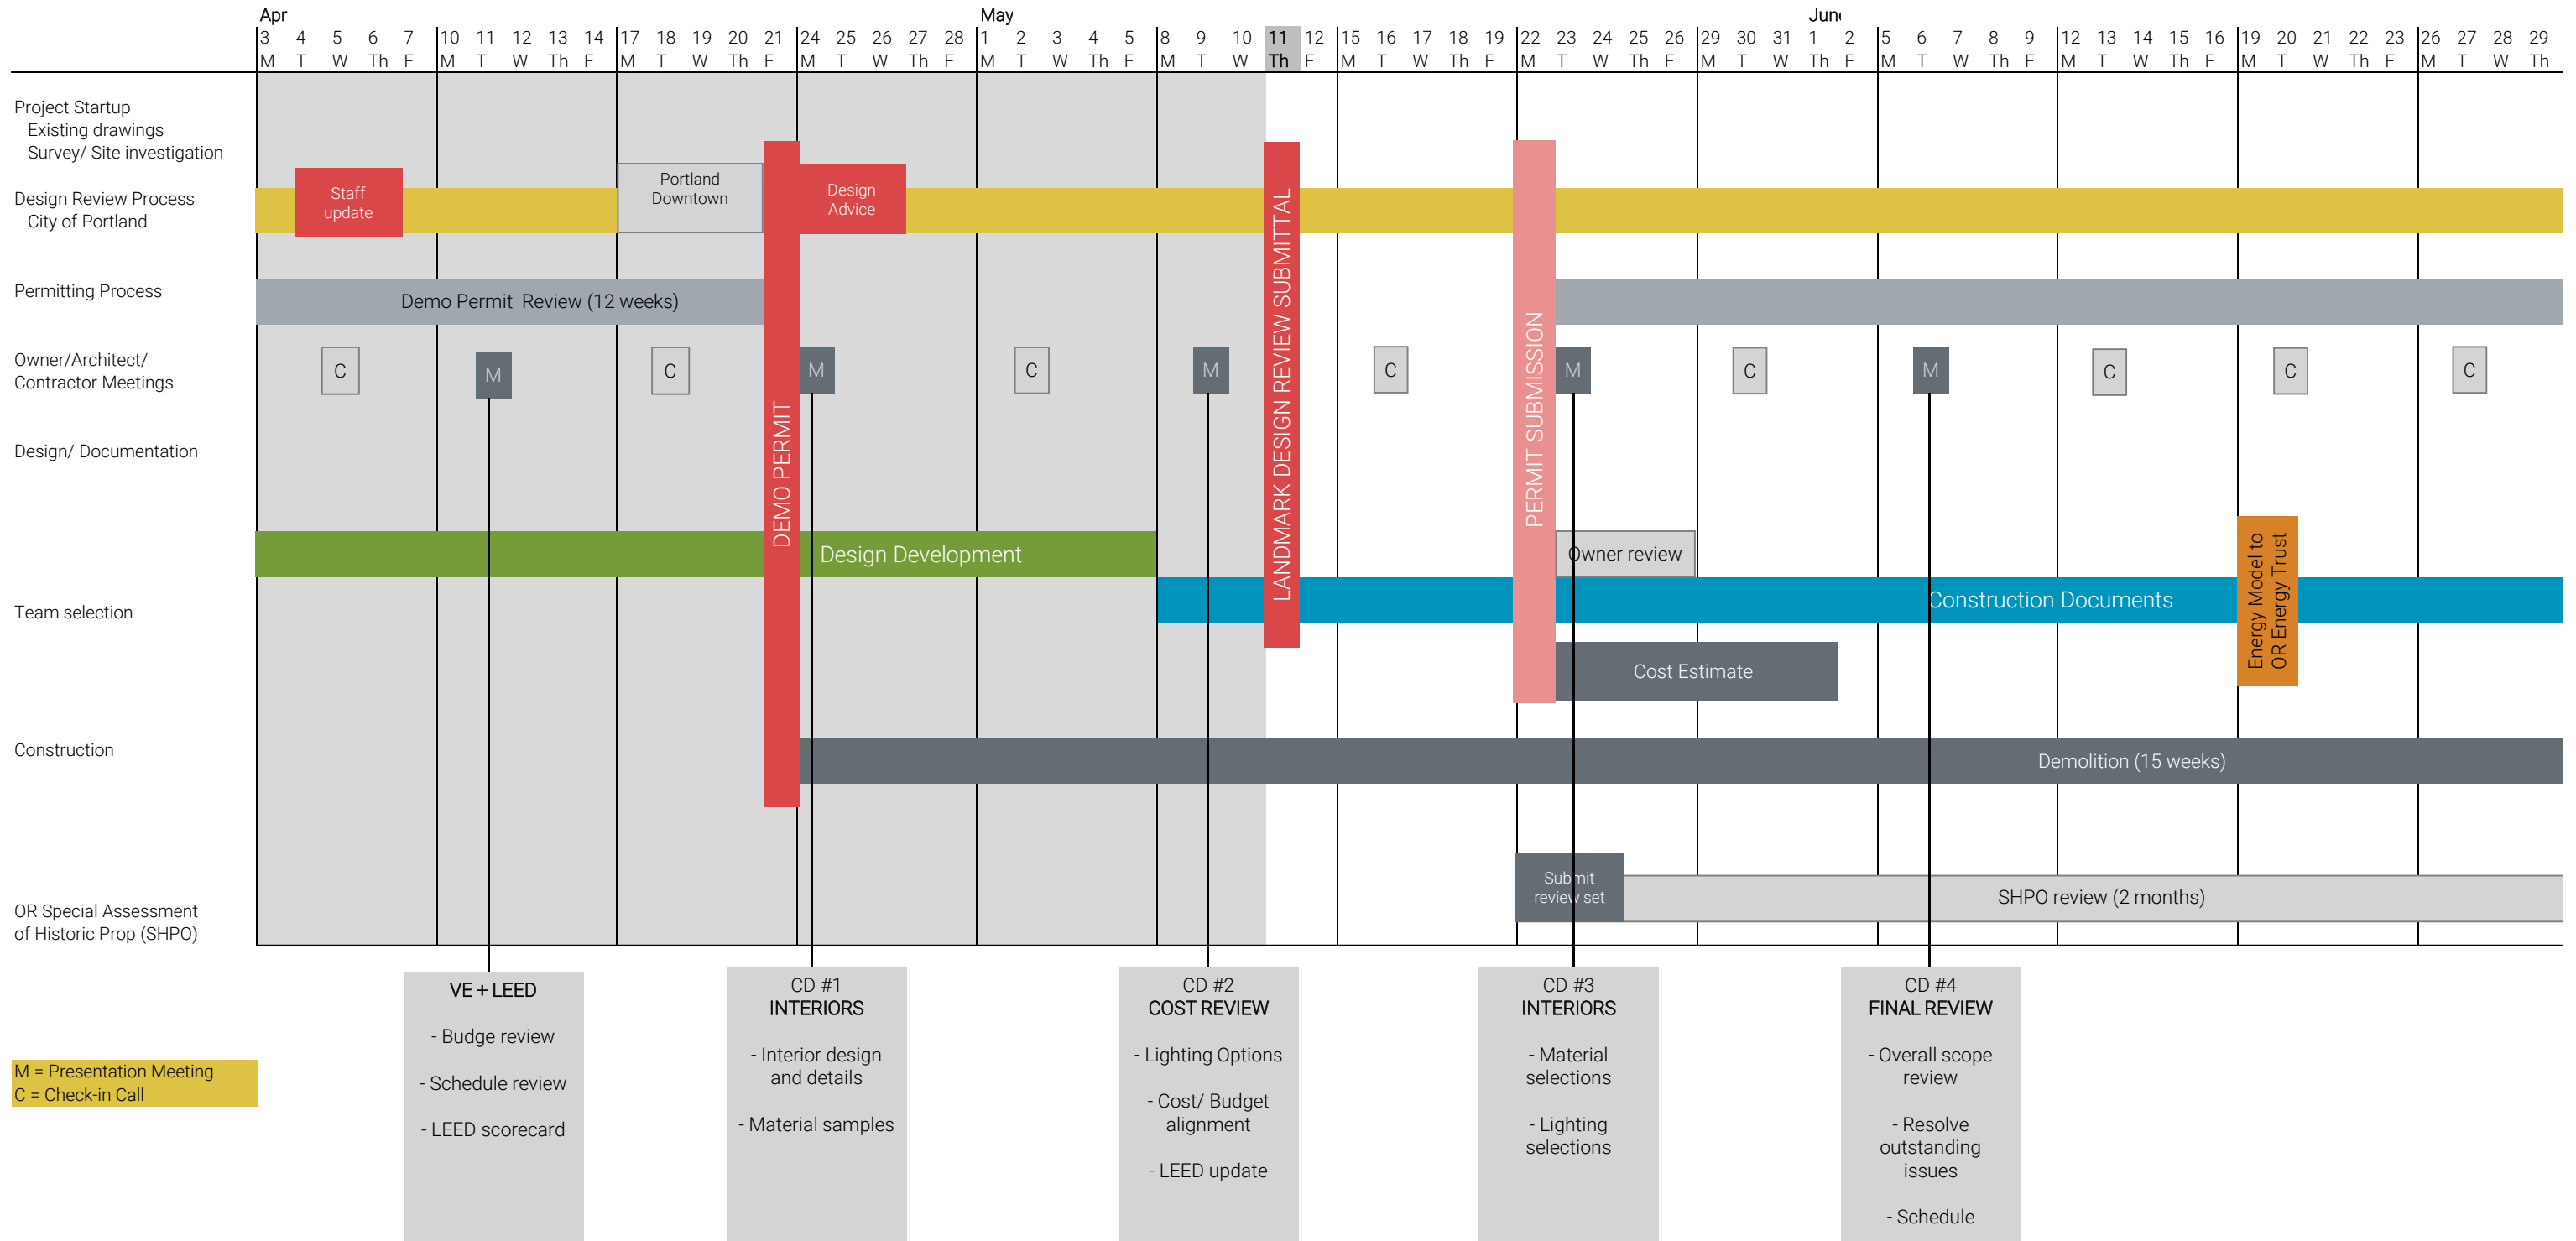 Apr May June
3 4 5 6 7 10 11 12 13 14 17 18 19 20 21 24 25 26 27 28 1 2 3 4 5 8 9 10 11 12 15 16 17 18 19 22 23 24 25 26 29 30 31 1 2 5 6 7 8 9 12 13 14 15 16 19 20 21 22 23 26 27 28 29
M T W Th F M T W Th F M T W Th F M T W Th F M T W Th F M T W Th F M T W Th F M T W Th F M T W Th F M T W Th F M T W Th F M T W Th F M T W Th
Project Startup
Existing drawings
Survey/ Site investigation
Design Review Process
City of Portland
Staff
update
Portland
Downtown
Design
Advice
Permitting Process
Demo Permit Review (12 weeks)
Owner/Architect/
Contractor Meetings
C M C M C M C M C M C C C
DEMO PERMIT
LANDMARK DESIGN REVIEW SUBMITTAL
PERMIT SUBMISSION
Design/ Documentation
Design Development
Owner review
Energy Model to
OR Energy Trust
Team selection
Construction Documents
Cost Estimate
Construction
Demolition (15 weeks)
OR Special Assessment
of Historic Prop (SHPO)
Submit
review set
SHPO review (2 months)
M = Presentation Meeting
C = Check-in Call
VE + LEED
- Budge review
- Schedule review
- LEED scorecard
CD #1
INTERIORS
- Interior design
and details
- Material samples
CD #2
COST REVIEW
- Lighting Options
- Cost/ Budget
alignment
- LEED update
CD #3
INTERIORS
- Material
selections
- Lighting
selections
CD #4
FINAL REVIEW
- Overall scope
review
- Resolve
outstanding
issues
- Schedule